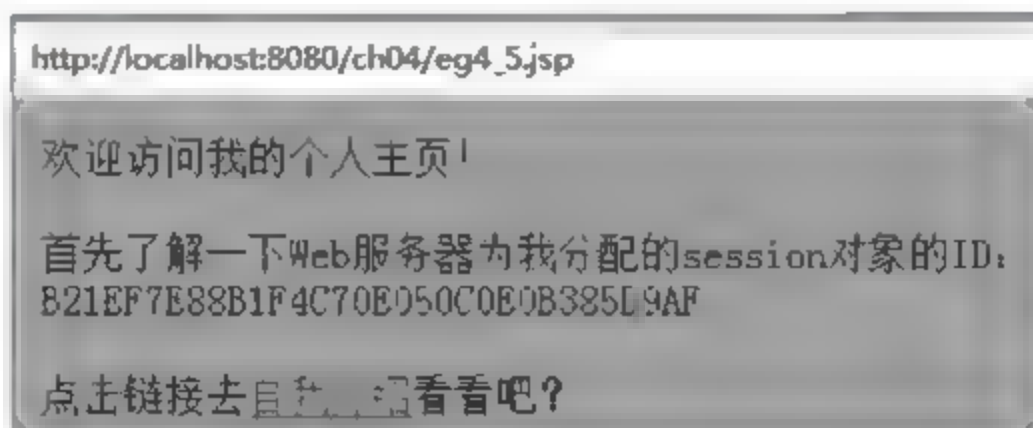 http://localhost:8080/ch04/eg4_5.jsp
欢迎访问我的个人主页!
首先了解一下Web服务器为我分配的session对象的ID:
B21EF7E88B1F4C70E050C0E0B385D9AF
点击链接去看看吧?